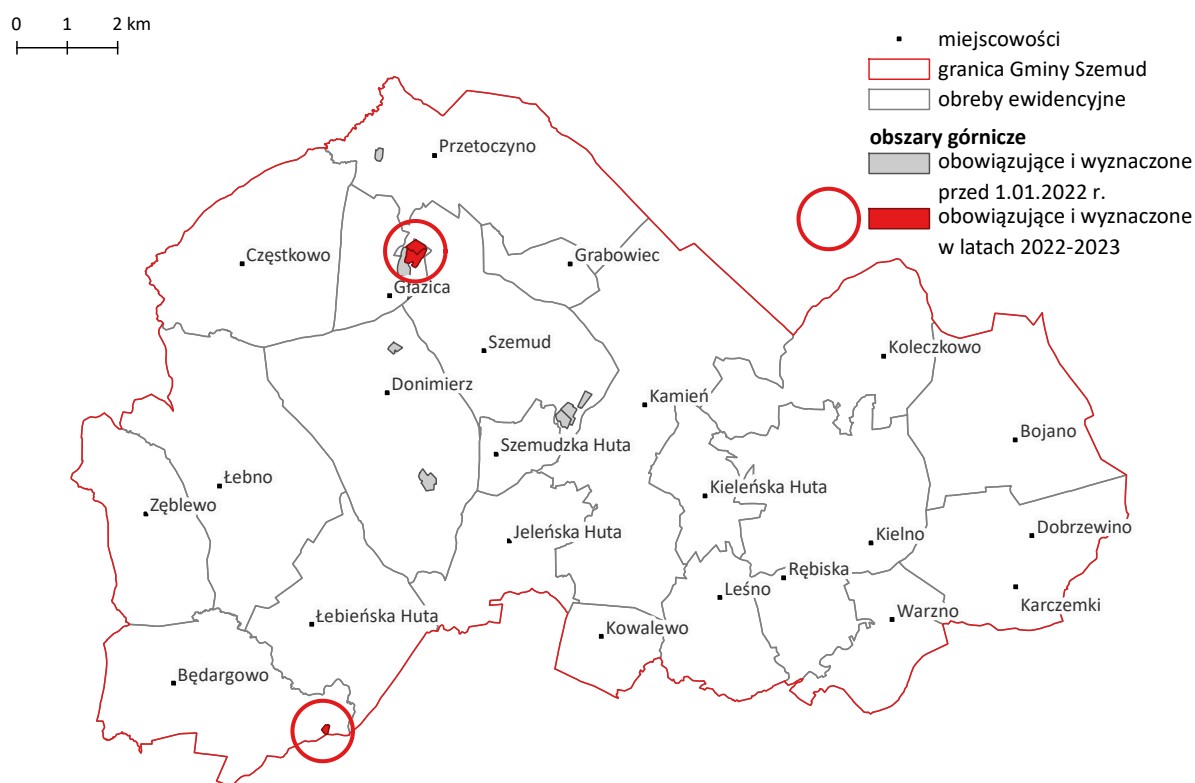 0 1 2 km
miejscowości
granica Gminy Szemud
obreby ewidencyjne
obszary górnicze
obowiązujące i wyznaczone
przed 1.01.2022 r.
obowiązujące i wyznaczone
w latach 2022-2023
Przetoczyno
Częstkowo
Grabowiec
Głazica
Szemud
Koleczkowo
Donimierz
Kamień
Bojano
Szemudzka Huta
Łebno
Kieleńska Huta
Zęblewo
Jeleńska Huta
Kielno
Dobrzewino
Rębiska
Leśno
Karczemki
Łebieńska Huta
Warzno
Kowalewo
Będargowo